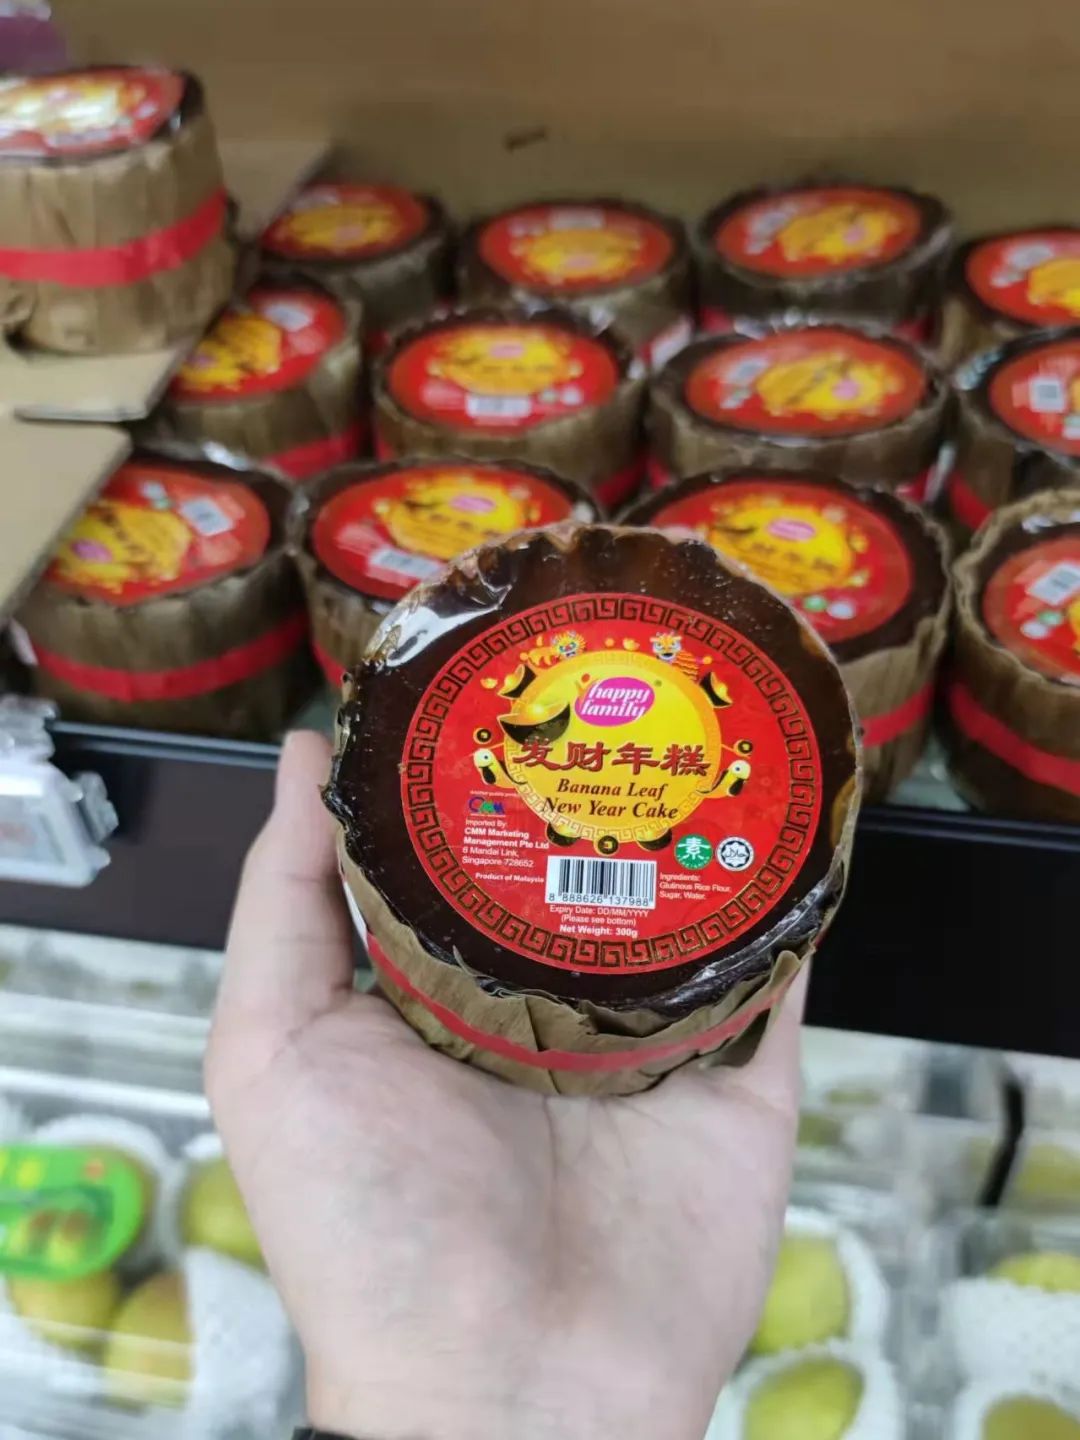 happy
family
发财年糕
Banana Leaf
New Year Cake
CMM
Imported By:
CMM Marketing
Management Pte Ltd
6 Mandai Link,
Singapore 728652
Product of Malaysia
素
Ingredients:
Glutinous Rice Flour,
Sugar, Water.
8 888626 137988
Expiry Date: DD/MM/YYYY
(Please see bottom)
Net Weight: 300g